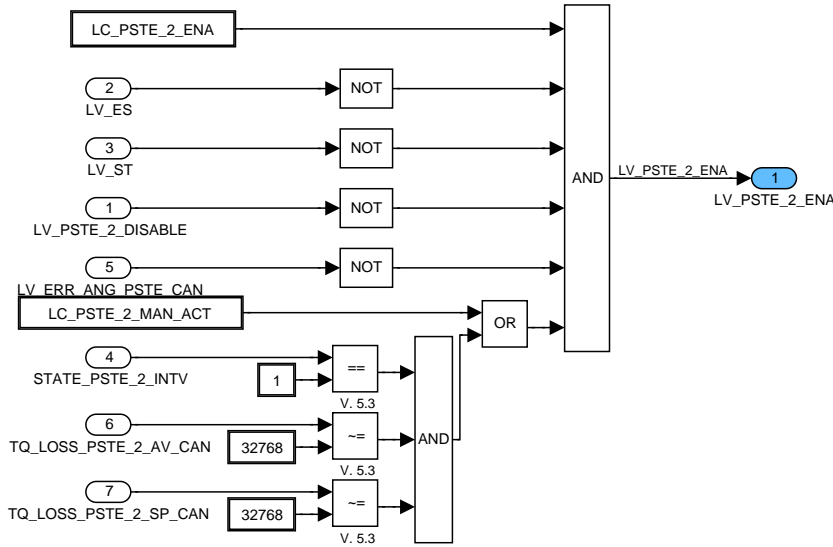 LC_PSTE_2_ENA
2
NOT
LV_ES
3
NOT
LV_ST
AND
LV_PSTE_2_ENA
1
LV_PSTE_2_ENA
1
NOT
LV_PSTE_2_DISABLE
5
NOT
LV_ERR_ANG_PSTE_CAN
LC_PSTE_2_MAN_ACT
OR
4
STATE_PSTE_2_INTV
1
==
V. 5.3
6
TQ_LOSS_PSTE_2_AV_CAN
32768
~=
V. 5.3
AND
7
TQ_LOSS_PSTE_2_SP_CAN
32768
~=
V. 5.3